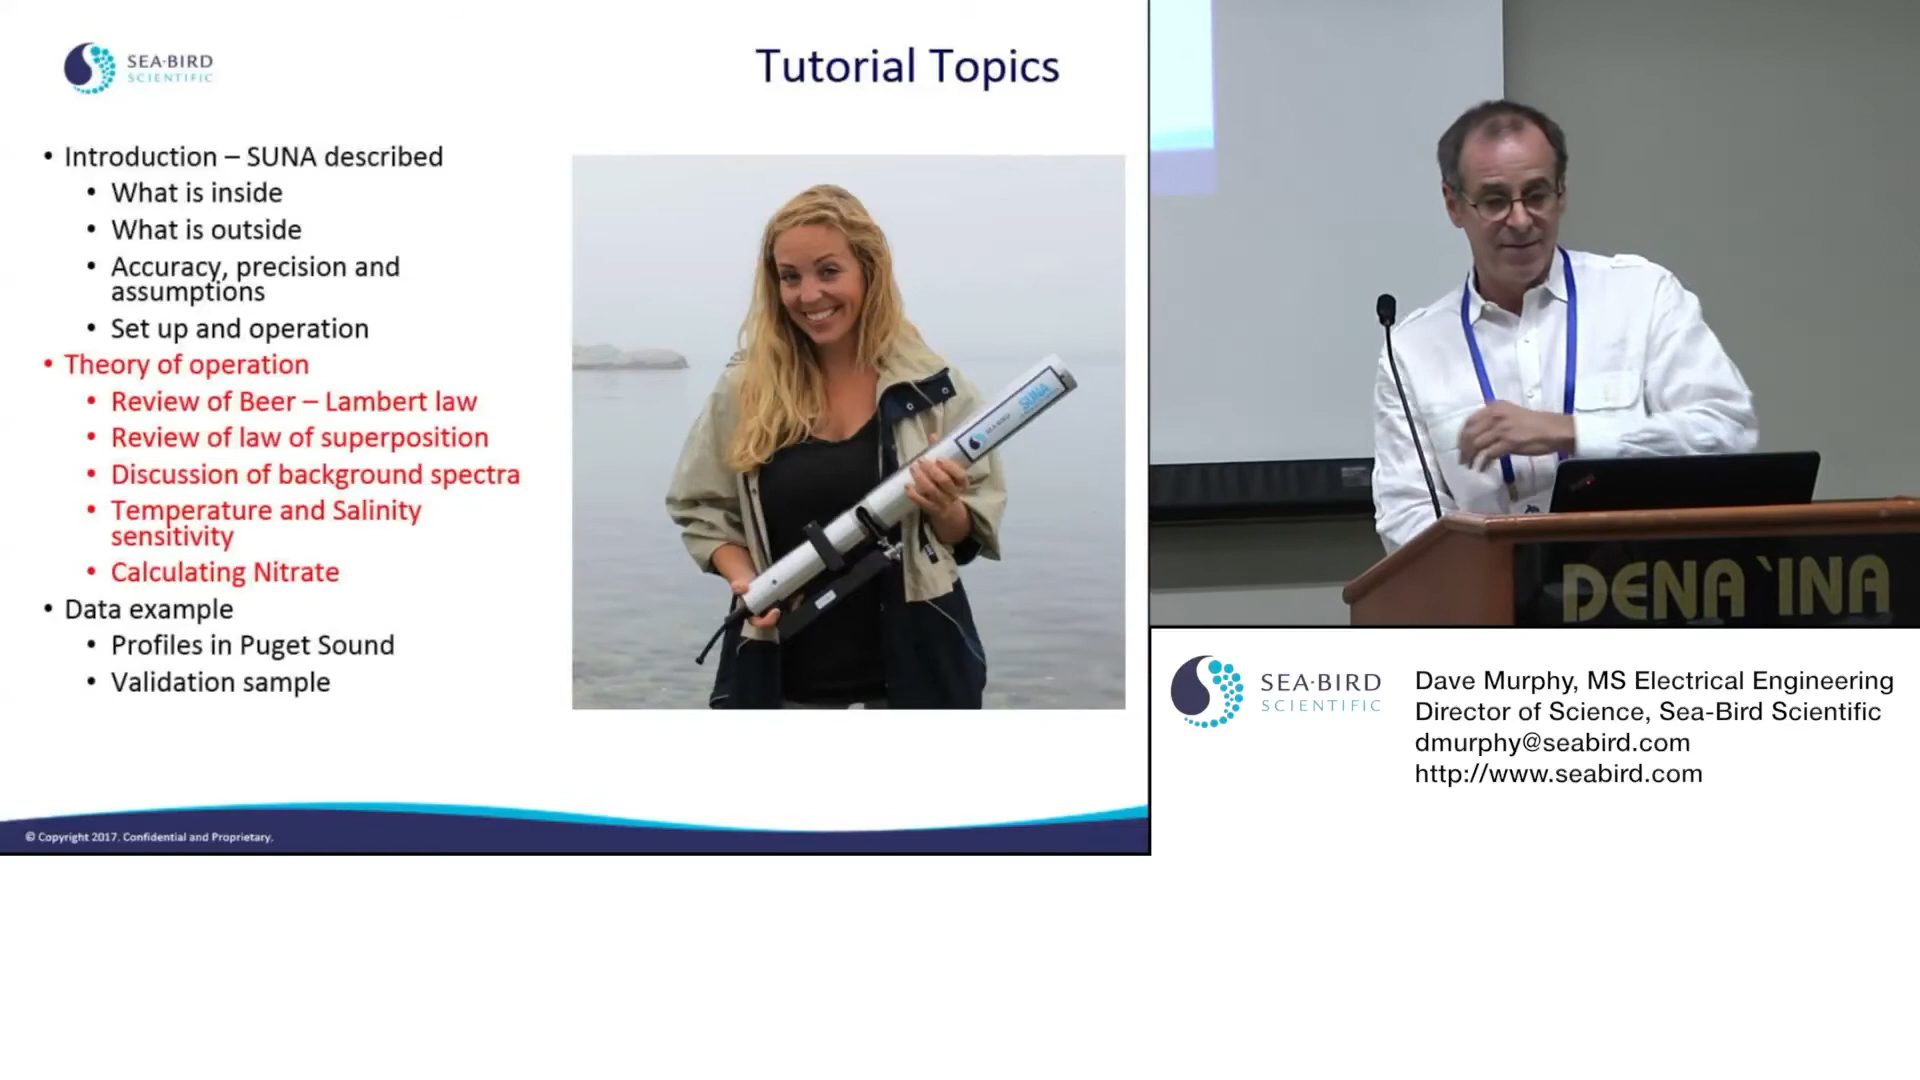 SEA·BIRD
SCIENTIFIC
Tutorial Topics
• Introduction – SUNA described
• What is inside
• What is outside
• Accuracy, precision and
assumptions
• Set up and operation
• Theory of operation
• Review of Beer – Lambert law
• Review of law of superposition
• Discussion of background spectra
• Temperature and Salinity
sensitivity
• Calculating Nitrate
• Data example
• Profiles in Puget Sound
• Validation sample
SEA·BIRD
SUNA
© Copyright 2017. Confidential and Proprietary.
DENA'INA
SEA·BIRD
SCIENTIFIC
Dave Murphy, MS Electrical Engineering
Director of Science, Sea-Bird Scientific
dmurphy@seabird.com
http://www.seabird.com